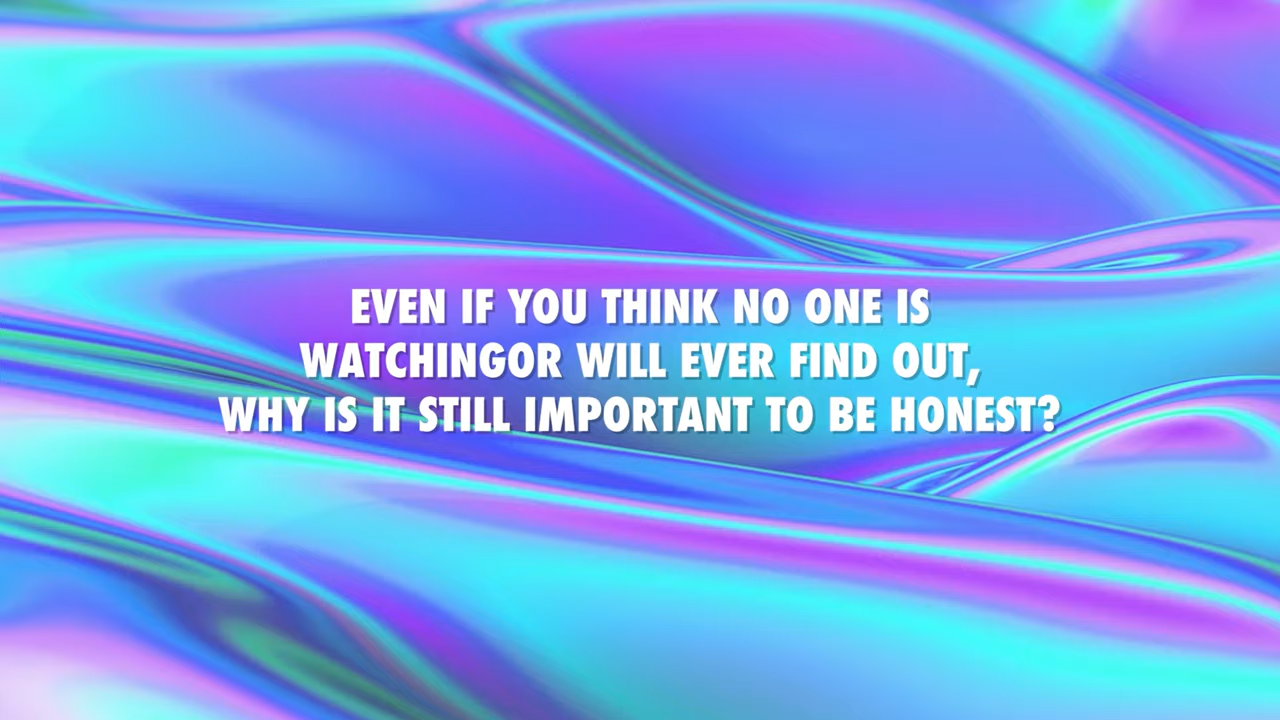 EVEN IF YOU THINK NO ONE IS
WATCHINGOR WILL EVER FIND OUT,
WHY IS IT STILL IMPORTANT TO BE HONEST?